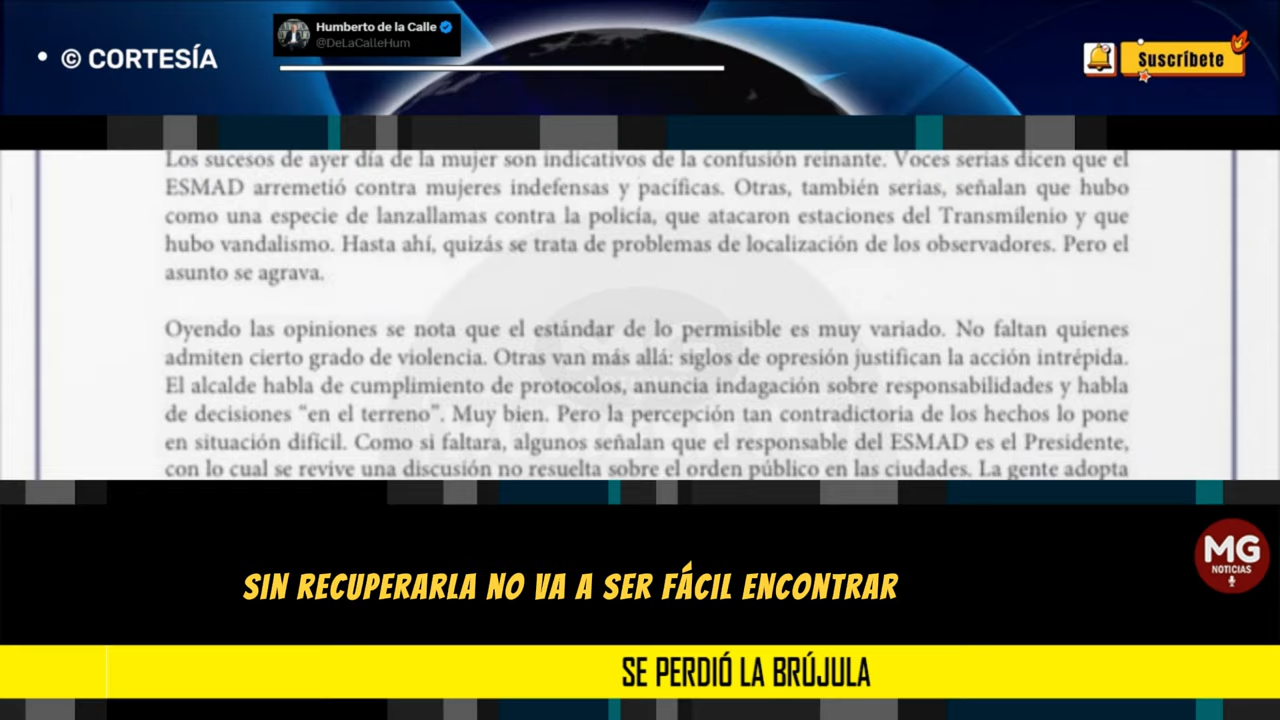 • © CORTESÍA
Humberto de la Calle
@DeLaCalleHum
Suscríbete
Los sucesos de ayer día de la mujer son indicativos de la confusión reinante. Voces serias dicen que el
ESMAD arremetió contra mujeres indefensas y pacíficas. Otras, también serias, señalan que hubo
como una especie de lanzallamas contra la policía, que atacaron estaciones del Transmilenio y que
hubo vandalismo. Hasta ahí, quizás se trata de problemas de localización de los observadores. Pero el
asunto se agrava.
Oyendo las opiniones se nota que el estándar de lo permisible es muy variado. No faltan quienes
admiten cierto grado de violencia. Otras van más allá: siglos de opresión justifican la acción intrépida.
El alcalde habla de cumplimiento de protocolos, anuncia indagación sobre responsabilidades y habla
de decisiones “en el terreno”. Muy bien. Pero la percepción tan contradictoria de los hechos lo pone
en situación difícil. Como si faltara, algunos señalan que el responsable del ESMAD es el Presidente,
con lo cual se revive una discusión no resuelta sobre el orden público en las ciudades. La gente adopta
SIN RECUPERARLA NO VA A SER FÁCIL ENCONTRAR
MG
NOTICIAS
SE PERDIÓ LA BRÚJULA